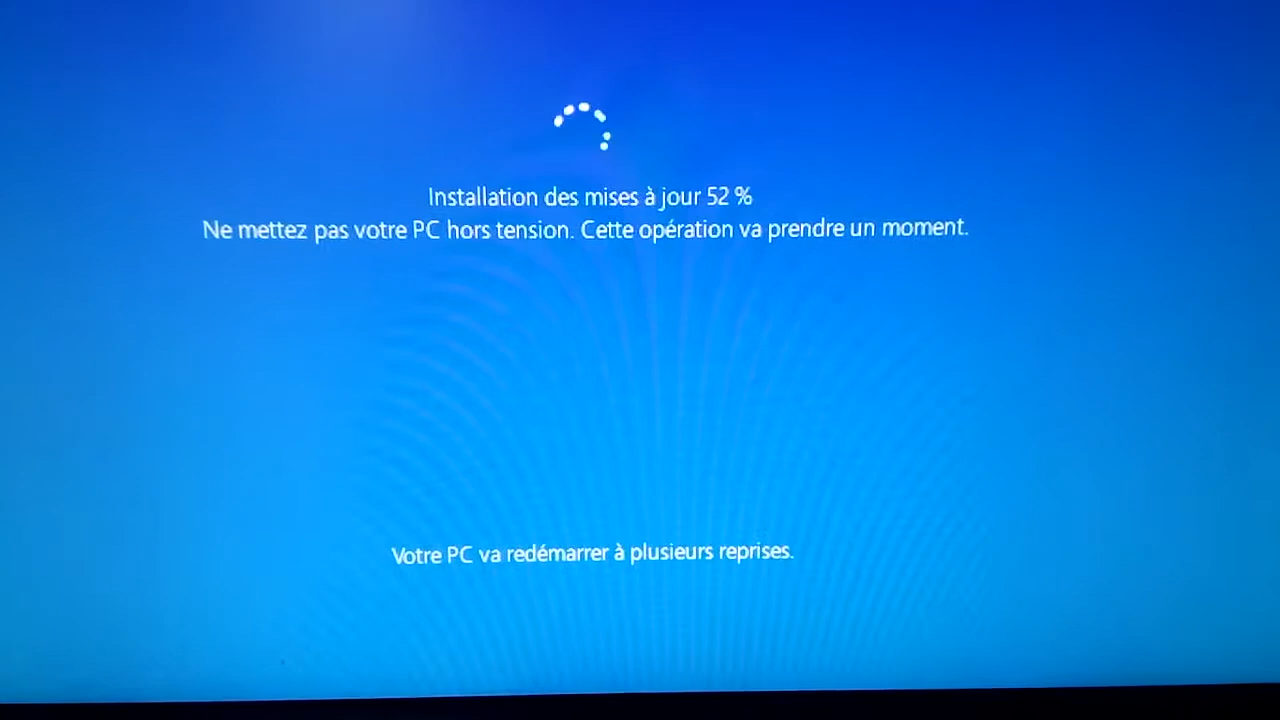 Installation des mises à jour 52 %
Ne mettez pas votre PC hors tension. Cette opération va prendre un moment.
Votre PC va redémarrer à plusieurs reprises.